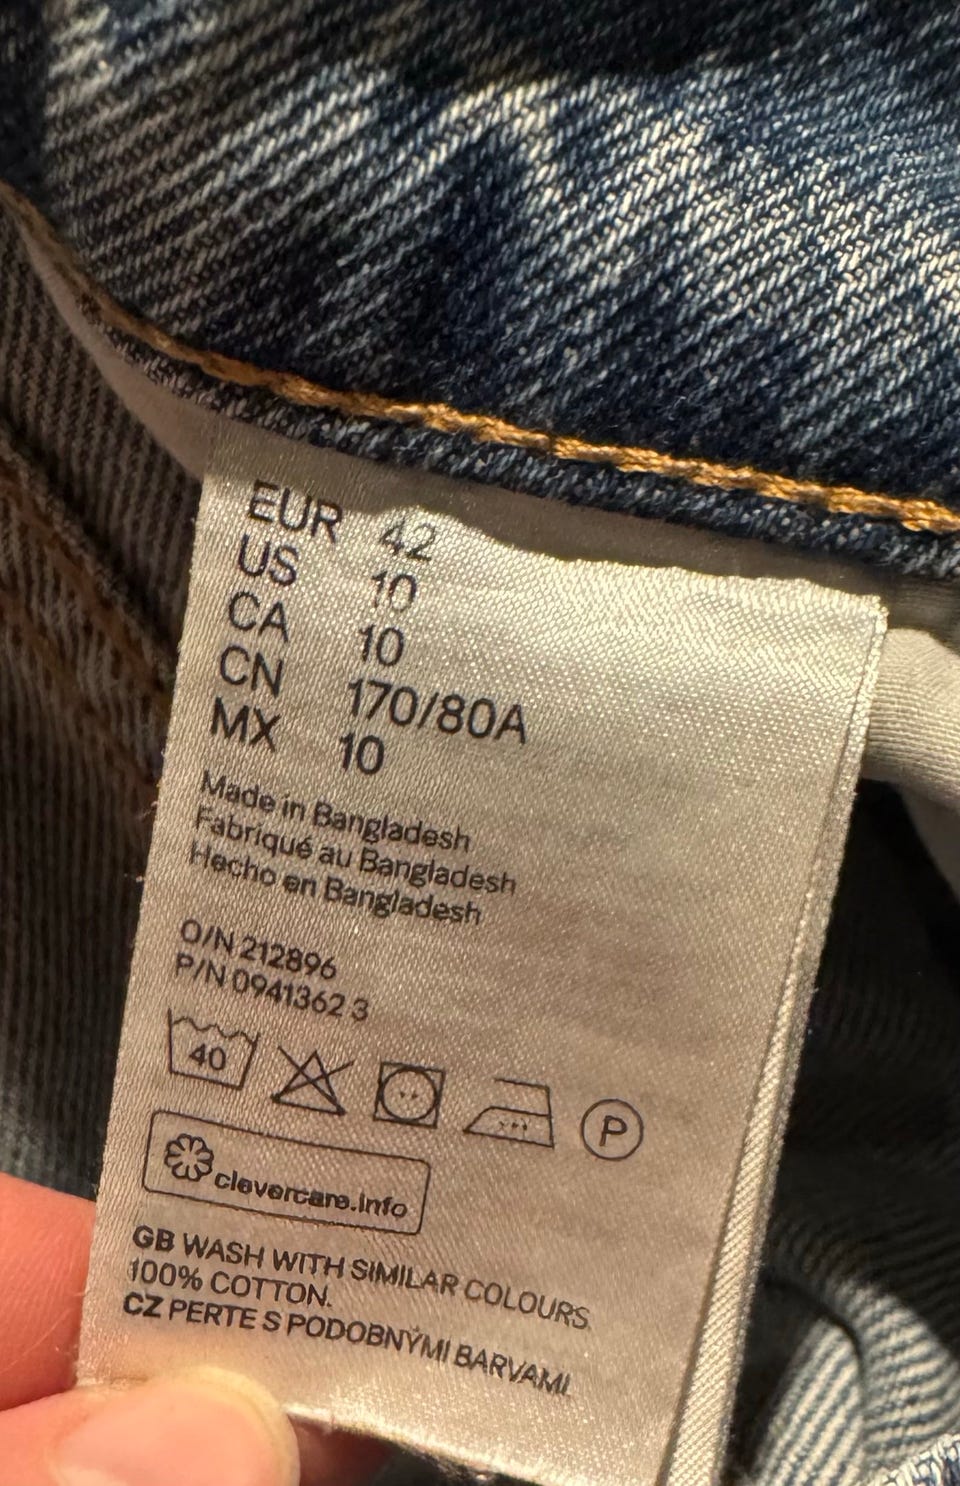 EUR 42
US 10
CA 10
CN 170/80A
MX 10
Made in Bangladesh
Fabriqué au Bangladesh
Hecho en Bangladesh
O/N 212896
P/N 0941362 3
40
P
clevercare.info
GB WASH WITH SIMILAR COLOURS.
100% COTTON.
CZ PERTE S PODOBNÝMI BARVAMI.